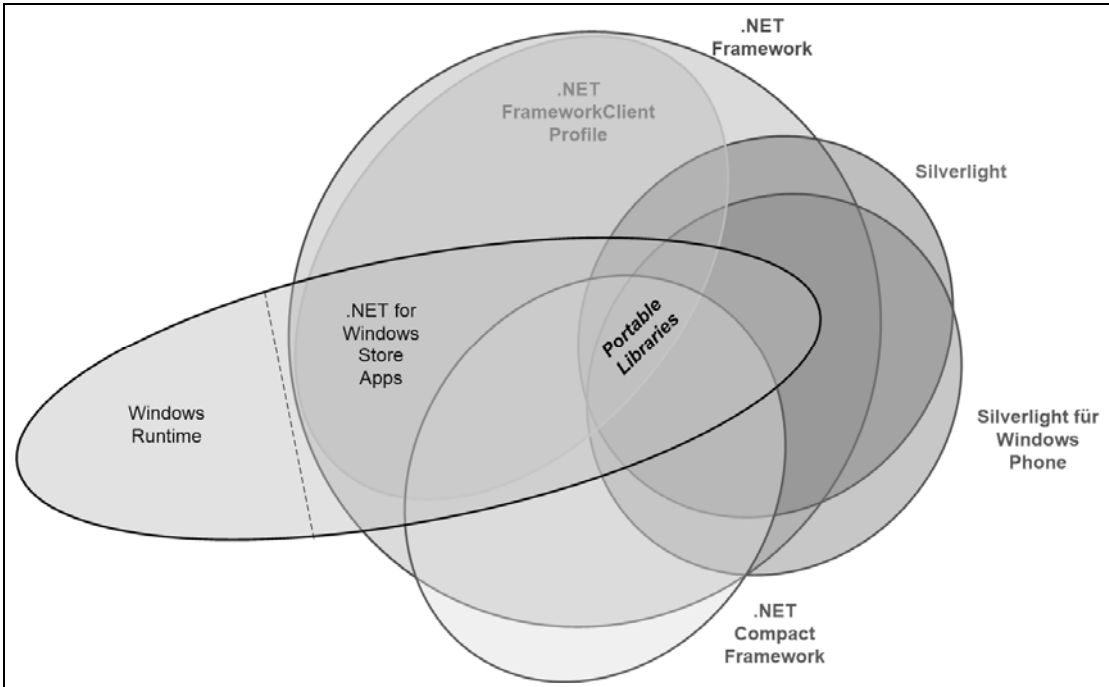 .NET
Framework
.NET
FrameworkClient
Profile
Silverlight
.NET for
Windows
Store
Apps
Portable
Libraries
Windows
Runtime
Silverlight für
Windows
Phone
.NET
Compact
Framework